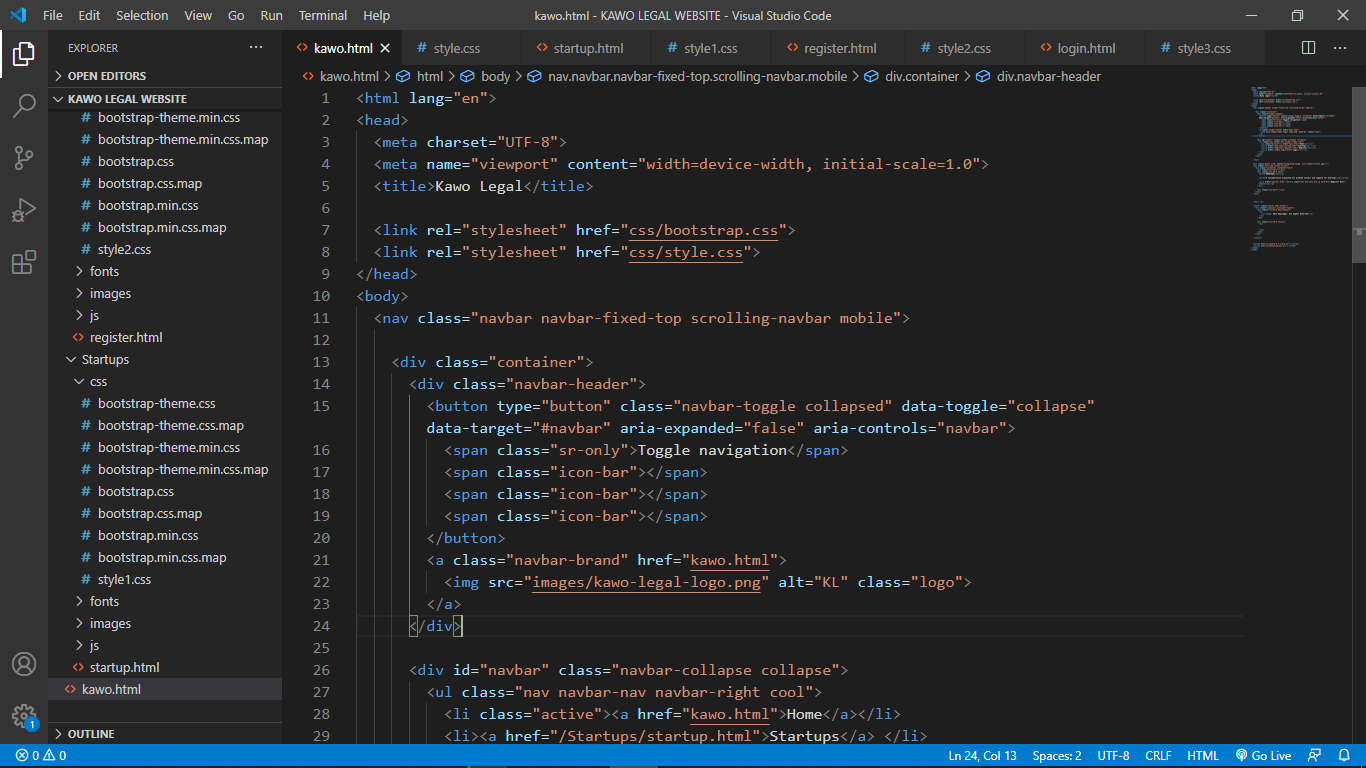 File Edit Selection View Go Run Terminal Help kawo.html - KAWO LEGAL WEBSITE - Visual Studio Code
EXPLORER ···
OPEN EDITORS
KAWO LEGAL WEBSITE
# bootstrap-theme.min.css
# bootstrap-theme.min.css.map
# bootstrap.css
# bootstrap.css.map
# bootstrap.min.css
# bootstrap.min.css.map
# style2.css
fonts
images
js
<> register.html
Startups
css
# bootstrap-theme.css
# bootstrap-theme.css.map
# bootstrap-theme.min.css
# bootstrap-theme.min.css.map
# bootstrap.css
# bootstrap.css.map
# bootstrap.min.css
# bootstrap.min.css.map
# style1.css
fonts
images
js
<> startup.html
<> kawo.html
OUTLINE
1
<> kawo.html # style.css <> startup.html # style1.css <> register.html # style2.css <> login.html # style3.css ···
<> kawo.html > html > body > nav.navbar.navbar-fixed-top.scrolling-navbar.mobile > div.container > div.navbar-header
1 <html lang="en">
2 <head>
3 <meta charset="UTF-8">
4 <meta name="viewport" content="width=device-width, initial-scale=1.0">
5 <title>Kawo Legal</title>
6
7 <link rel="stylesheet" href="css/bootstrap.css">
8 <link rel="stylesheet" href="css/style.css">
9 </head>
10 <body>
11 <nav class="navbar navbar-fixed-top scrolling-navbar mobile">
12
13 <div class="container">
14 <div class="navbar-header">
15 <button type="button" class="navbar-toggle collapsed" data-toggle="collapse"
data-target="#navbar" aria-expanded="false" aria-controls="navbar">
16 <span class="sr-only">Toggle navigation</span>
17 <span class="icon-bar"></span>
18 <span class="icon-bar"></span>
19 <span class="icon-bar"></span>
20 </button>
21 <a class="navbar-brand" href="kawo.html">
22 <img src="images/kawo-legal-logo.png" alt="KL" class="logo">
23 </a>
24 </div>
25
26 <div id="navbar" class="navbar-collapse collapse">
27 <ul class="nav navbar-nav navbar-right cool">
28 <li class="active"><a href="kawo.html">Home</a></li>
29 <li><a href="/Startups/startup.html">Startups</a> </li>
0 0 Ln 24, Col 13 Spaces: 2 UTF-8 CRLF HTML Go Live